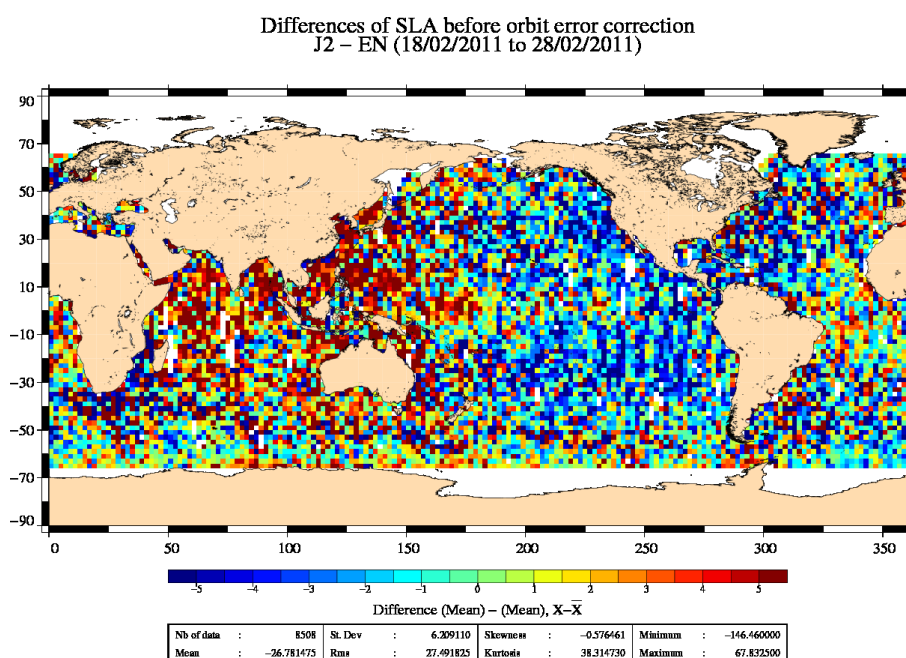 Differences of SLA before orbit error correction
J2 − EN (18/02/2011 to 28/02/2011)
90
70
50
30
10
−10
−30
−50
−70
−90
0 50 100 150 200 250 300 350
−5 −4 −3 −2 −1 0 1 2 3 4 5
Difference (Mean) − (Mean), X−X̅
Nb of data : 8508 St. Dev : 6.209110 Skewness : −0.576461 Minimum : −146.460000
Mean : −26.781475 Rms : 27.491825 Kurtosis : 38.314730 Maximum : 67.832500